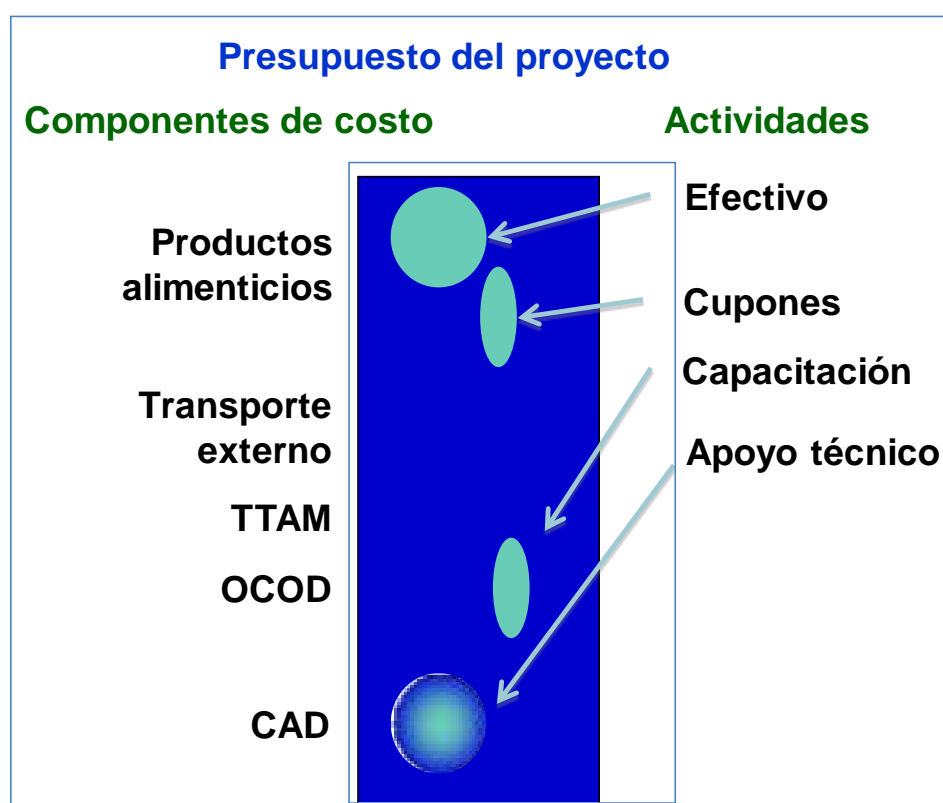 Presupuesto del proyecto
Componentes de costo
Actividades
Productos
alimenticios
Transporte
externo
TTAM
OCOD
CAD
Efectivo
Cupones
Capacitación
Apoyo técnico